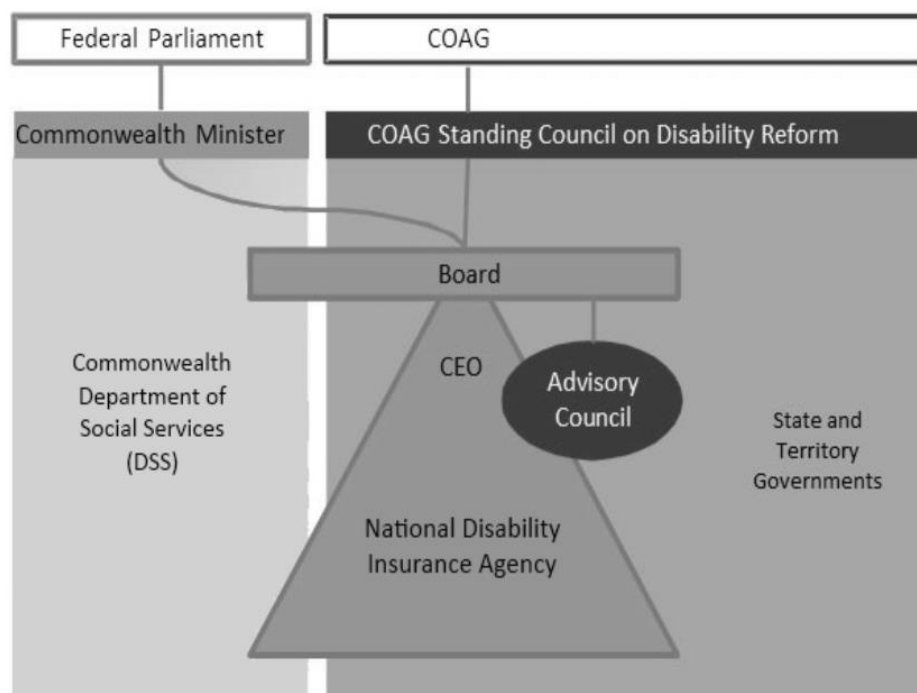 Federal Parliament
COAG
Commonwealth Minister
COAG Standing Council on Disability Reform
Board
CEO
Advisory
Council
Commonwealth
Department of
Social Services
(DSS)
State and
Territory
Governments
National Disability
Insurance Agency